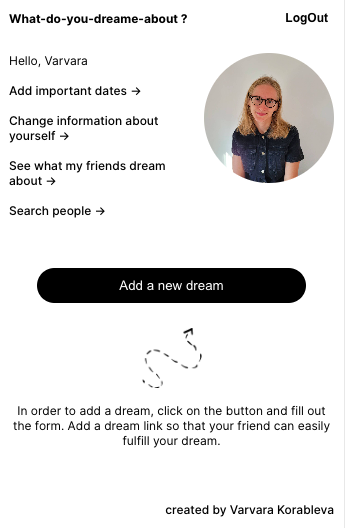 What-do-you-dreame-about ?
LogOut
Hello, Varvara
Add important dates →
Change information about
yourself →
See what my friends dream
about →
Search people →
Add a new dream
In order to add a dream, click on the button and fill out
the form. Add a dream link so that your friend can easily
fulfill your dream.
created by Varvara Korableva